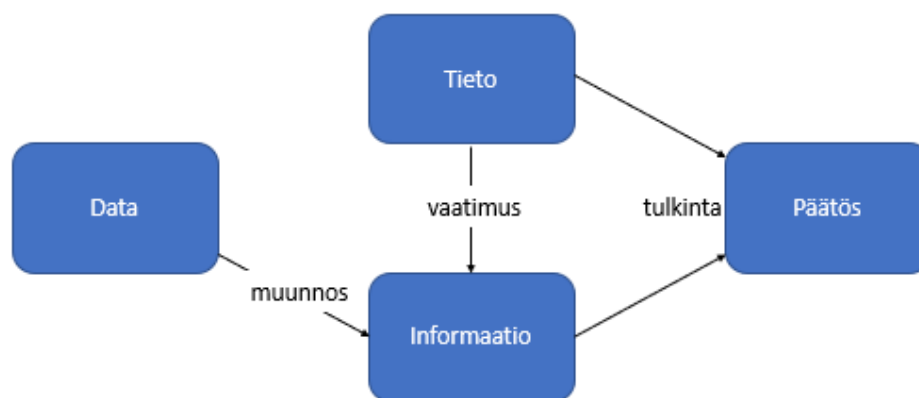 Tieto
Data
vaatimus
tulkinta
Päätös
muunnos
Informaatio